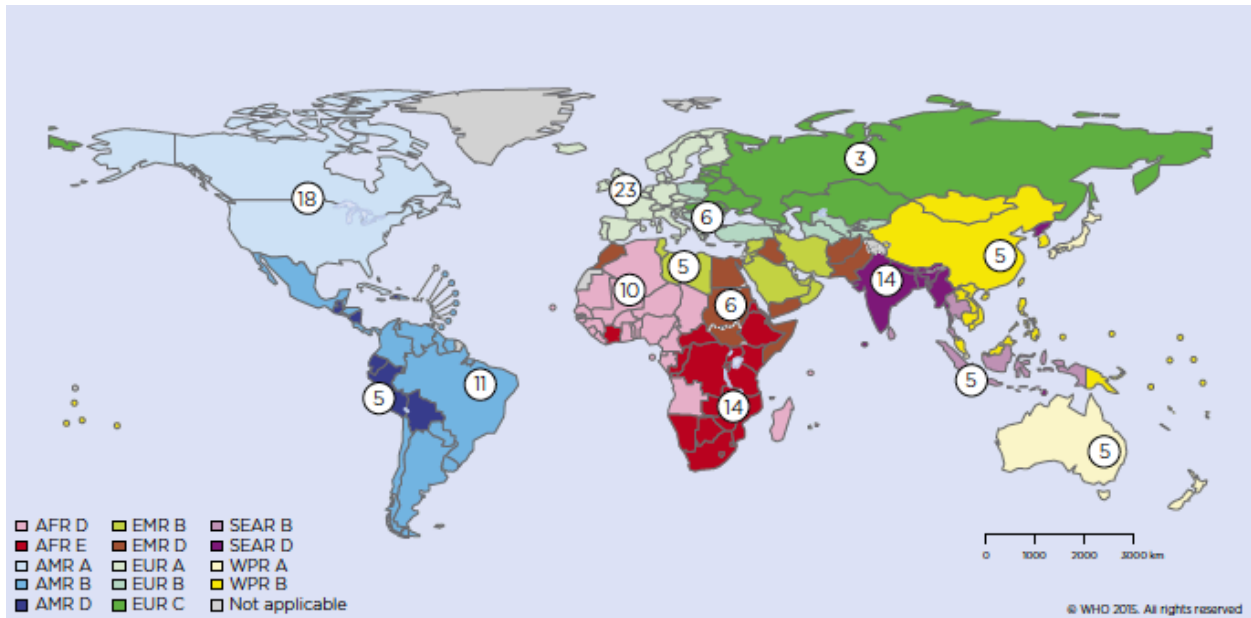 3
18
23
6
5
5
14
10
6
11
5
5
14
5
AFR D EMR B SEAR B
AFR E EMR D SEAR D
AMR A EUR A WPR A
AMR B EUR B WPR B
AMR D EUR C Not applicable
0 1000 2000 3000 km
© WHO 2015. All rights reserved